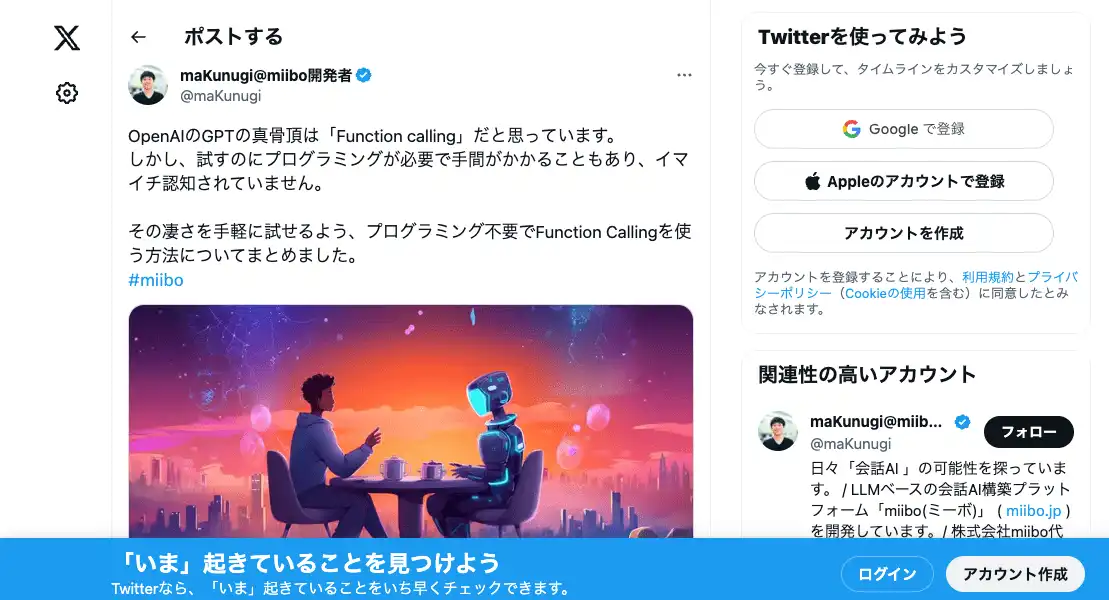 ポストする
maKunugi@miibo開発者
@maKunugi
OpenAIのGPTの真骨頂は「Function calling」だと思っています。
しかし、試すのにプログラミングが必要で手間がかかることもあり、イマ
イチ認知されていません。
その凄さを手軽に試せるよう、プログラミング不要でFunction Callingを使
う方法についてまとめました。
#miibo
Twitterを使ってみよう
今すぐ登録して、タイムラインをカスタマイズしましょ
う。
Google で登録
Appleのアカウントで登録
アカウントを作成
アカウントを登録することにより、利用規約とプライバ
シーポリシー（Cookieの使用を含む）に同意したとみ
なされます。
関連性の高いアカウント
maKunugi@miib...
@maKunugi
フォロー
日々「会話AI 」の可能性を探っていま
す。 / LLMベースの会話AI構築プラット
フォーム「miibo(ミーボ)」 ( miibo.jp )
を開発しています。/ 株式会社miibo代
「いま」起きていることを見つけよう
Twitterなら、「いま」起きていることをいち早くチェックできます。
ログイン
アカウント作成